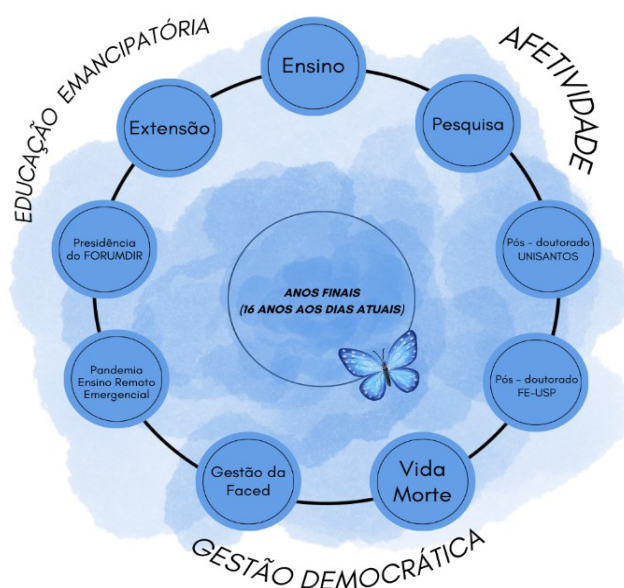 EDUCAÇÃO EMANCIPATÓRIA
AFETIVIDADE
Ensino
Extensão
Pesquisa
Presidência
do FORUMDIR
Pós - doutorado
UNISANTOS
ANOS FINAIS
(16 ANOS AOS DIAS ATUAIS)
Pandemia
Ensino Remoto
Emergencial
Pós - doutorado
FE-USP
Gestão da
Faced
Vida
Morte
GESTÃO DEMOCRÁTICA